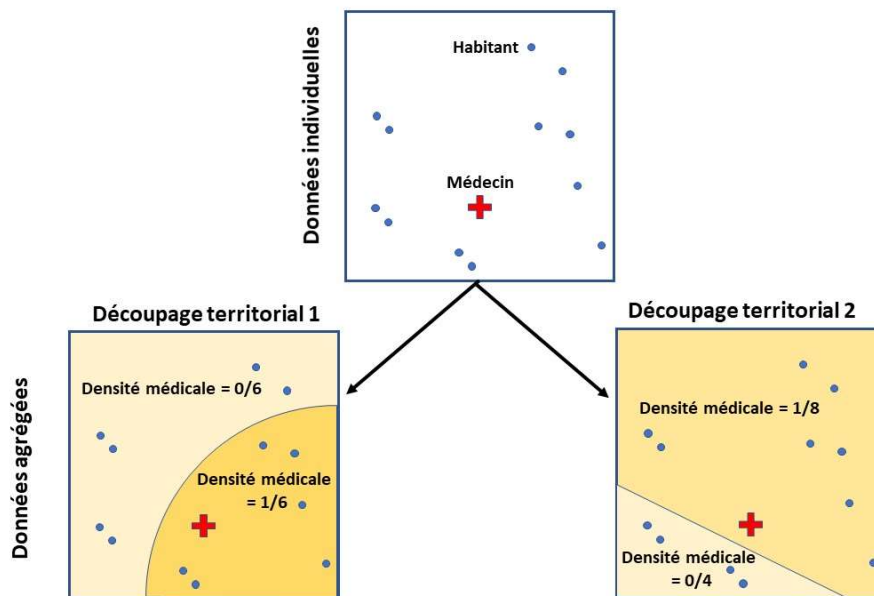 Données individuelles
Habitant
Médecin
Découpage territorial 1
Découpage territorial 2
Données agrégées
Densité médicale = 0/6
Densité médicale
= 1/6
Densité médicale = 1/8
Densité médicale
= 0/4